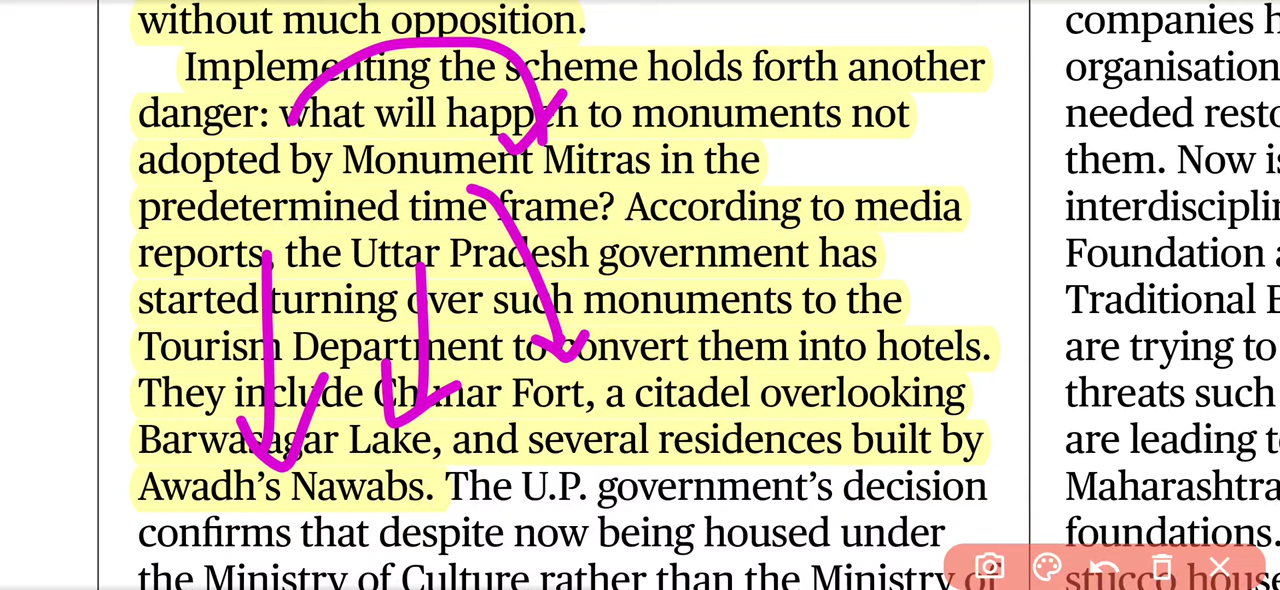 without much opposition.
Implementing the scheme holds forth another
danger: what will happen to monuments not
adopted by Monument Mitras in the
predetermined time frame? According to media
reports, the Uttar Pradesh government has
started turning over such monuments to the
Tourism Department to convert them into hotels.
They include Chunar Fort, a citadel overlooking
Barwasagar Lake, and several residences built by
Awadh's Nawabs. The U.P. government's decision
confirms that despite now being housed under
the Ministry of Culture rather than the Ministry of
companies
organisation
needed
them. Now
Foundation
Traditional
are trying to
threats such
are leading
Maharashtra
foundations.
stucco